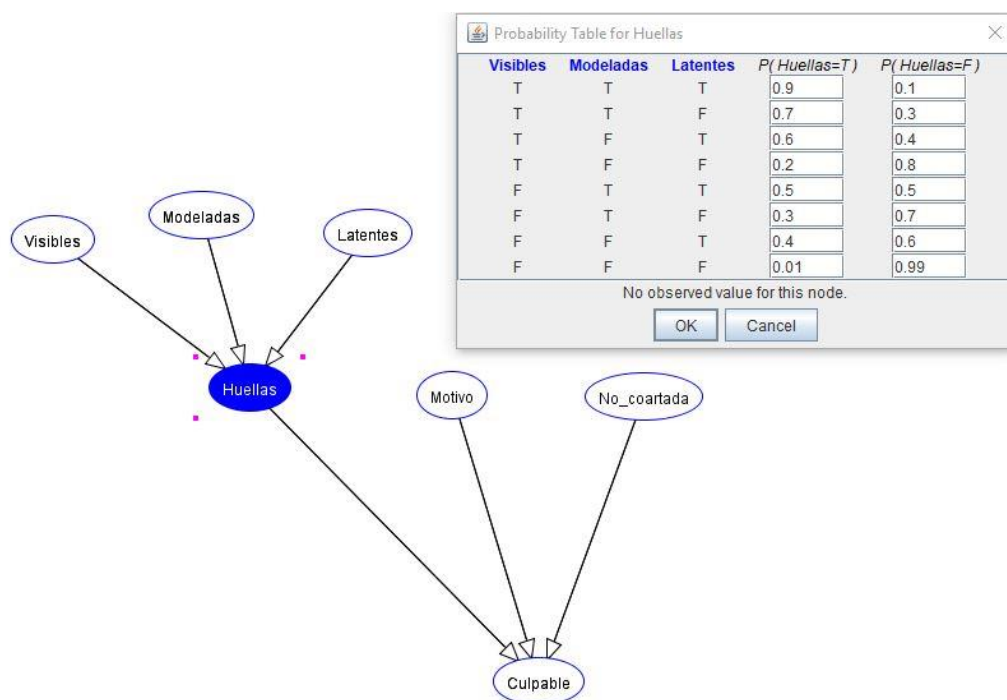 Probability Table for Huellas
Visibles Modeladas Latentes P( Huellas=T ) P( Huellas=F )
T T T 0.9 0.1
T T F 0.7 0.3
T F T 0.6 0.4
T F F 0.2 0.8
F T T 0.5 0.5
F T F 0.3 0.7
F F T 0.4 0.6
F F F 0.01 0.99
No observed value for this node.
OK Cancel
Visibles
Modeladas
Latentes
Huellas
Motivo
No_coartada
Culpable